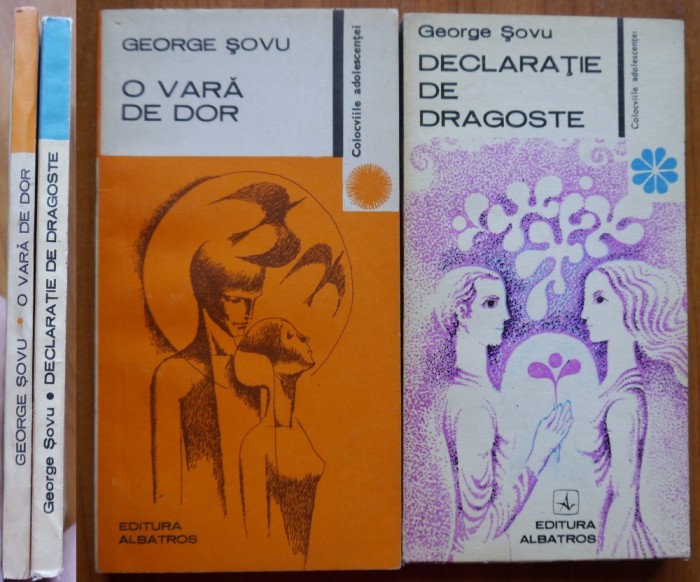 GEORGE ŞOVU • O VARĂ DE DOR
George Şovu • DECLARAŢIE DE DRAGOSTE
GEORGE ŞOVU
O VARĂ
DE DOR
Colocviile adolescenţei
EDITURA
ALBATROS
George Şovu
DECLARAŢIE
DE
DRAGOSTE
Colocviile adolescenţei
EDITURA
ALBATROS